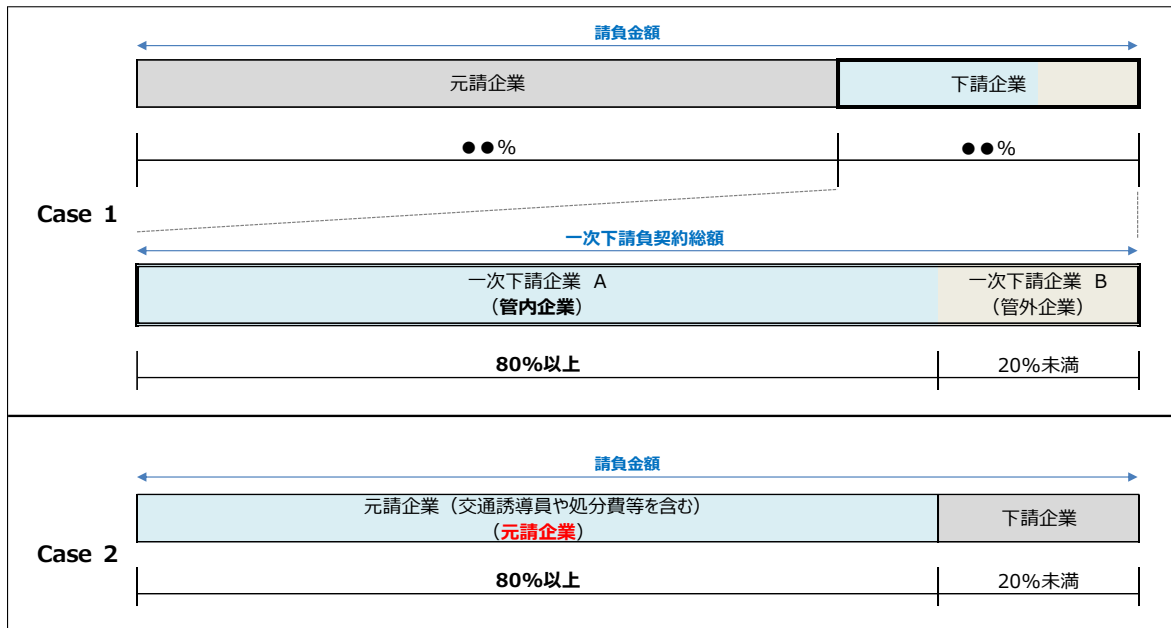 請負金額
元請企業
下請企業
●●%
●●%
Case 1
一次下請負契約総額
一次下請企業 A
(管内企業)
一次下請企業 B
(管外企業)
80%以上
20%未満
請負金額
元請企業(交通誘導員や処分費等を含む)
(元請企業)
下請企業
Case 2
80%以上
20%未満